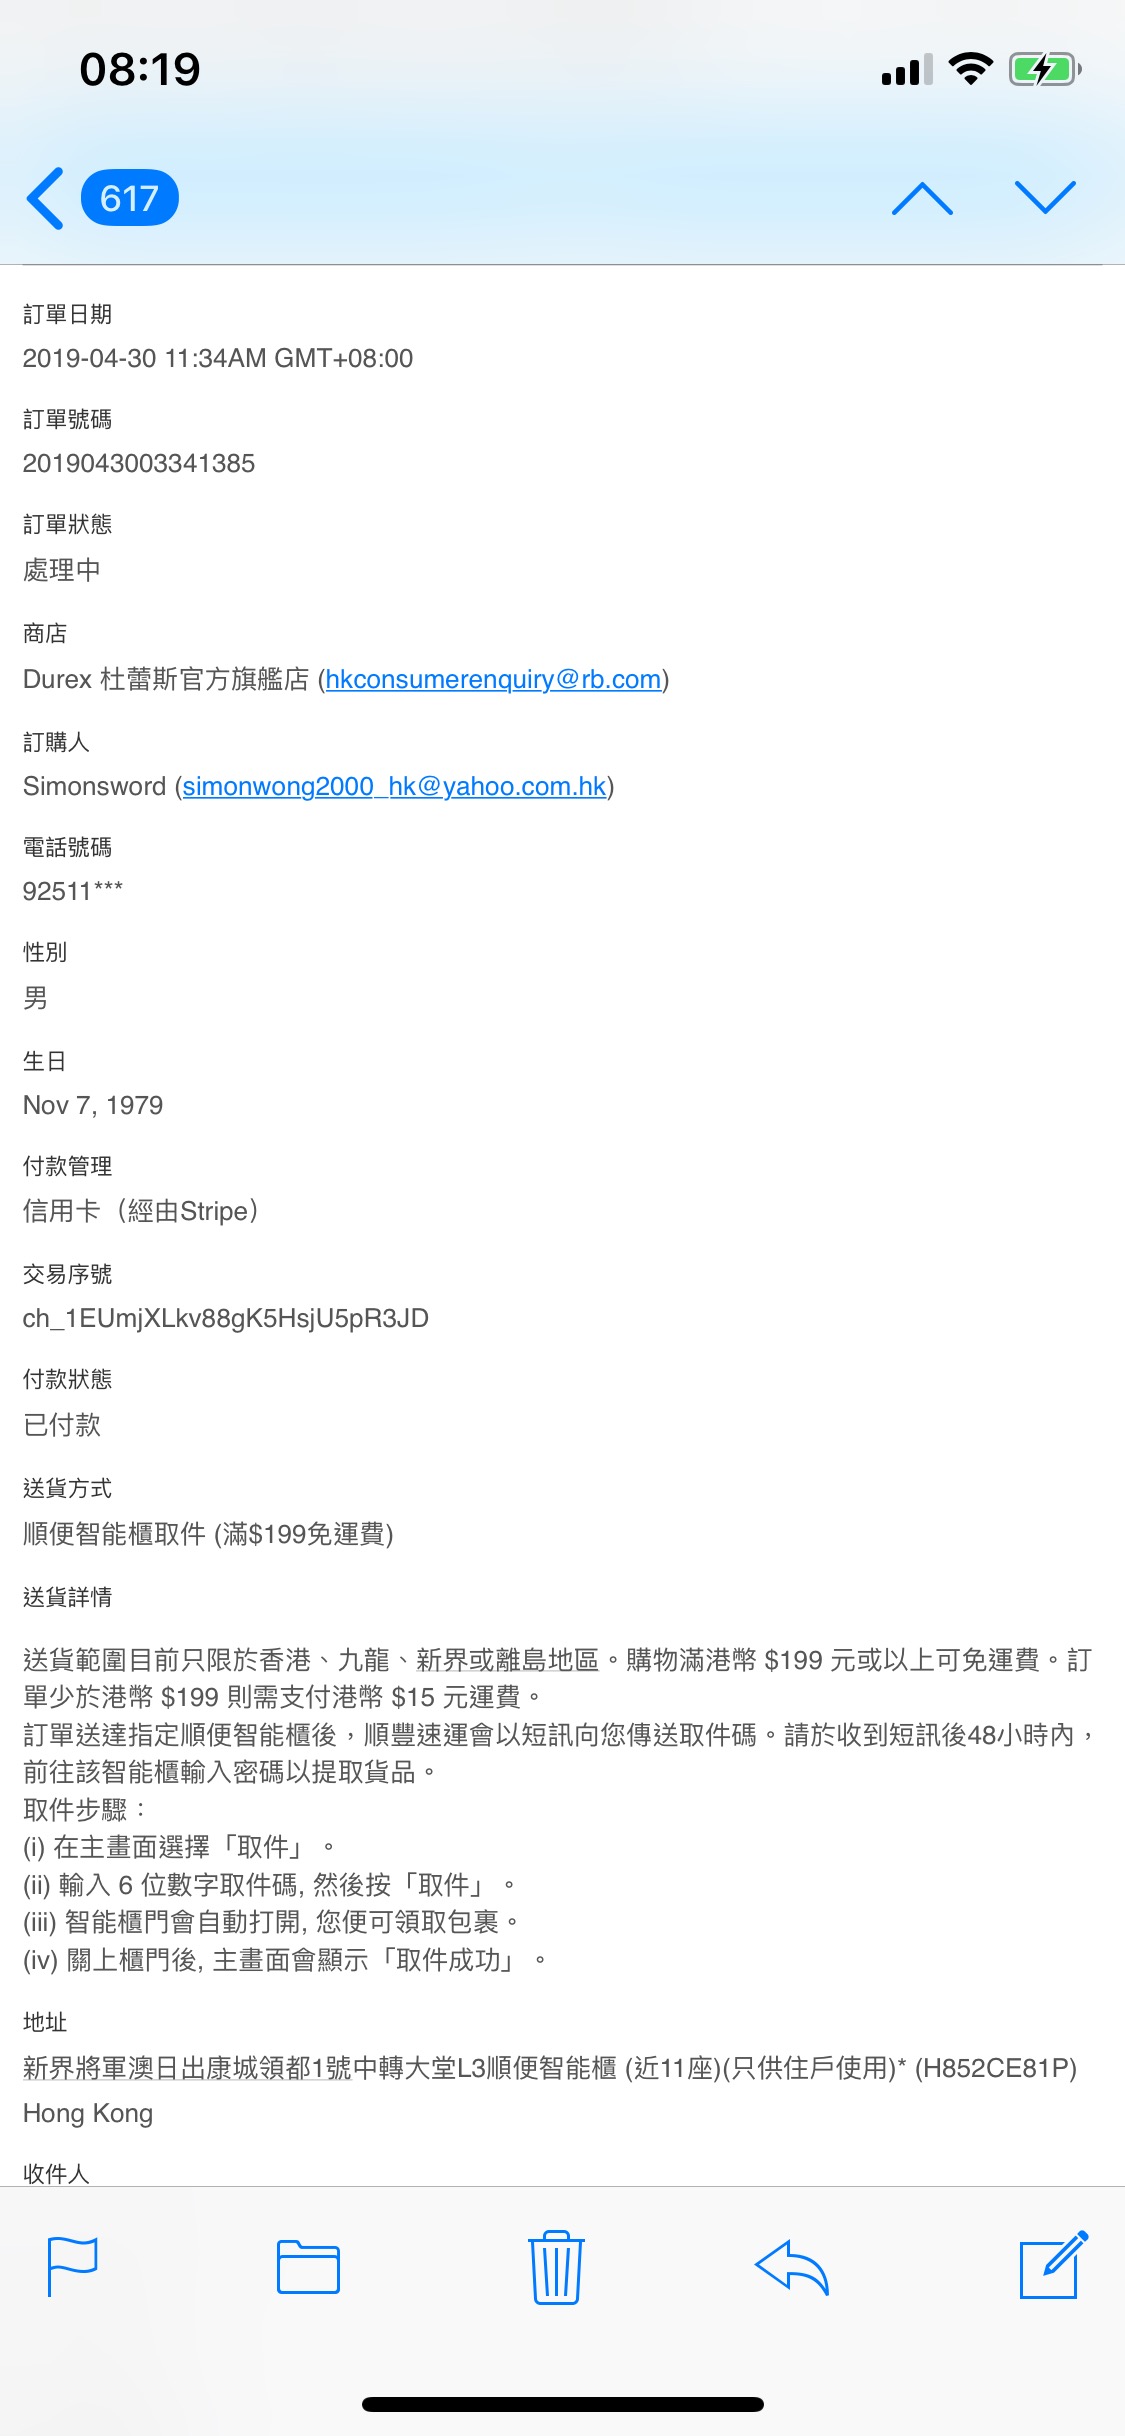 08:19
617
訂單日期
2019-04-30 11:34AM GMT+08:00
訂單號碼
2019043003341385
訂單狀態
處理中
商店
Durex 杜蕾斯官方旗艦店 (hkconsumerenquiry@rb.com)
訂購人
Simonsword (simonwong2000_hk@yahoo.com.hk)
電話號碼
92511***
性別
男
生日
Nov 7, 1979
付款管理
信用卡（經由Stripe）
交易序號
ch_1EUmjXLkv88gK5HsjU5pR3JD
付款狀態
已付款
送貨方式
順便智能櫃取件 (滿$199免運費)
送貨詳情
送貨範圍目前只限於香港、九龍、新界或離島地區。購物滿港幣 $199 元或以上可免運費。訂
單少於港幣 $199 則需支付港幣 $15 元運費。
訂單送達指定順便智能櫃後，順豐速運會以短訊向您傳送取件碼。請於收到短訊後48小時內，
前往該智能櫃輸入密碼以提取貨品。
取件步驟：
(i) 在主畫面選擇「取件」。
(ii) 輸入 6 位數字取件碼, 然後按「取件」。
(iii) 智能櫃門會自動打開, 您便可領取包裹。
(iv) 關上櫃門後, 主畫面會顯示「取件成功」。
地址
新界將軍澳日出康城領都1號中轉大堂L3順便智能櫃 (近11座)(只供住戶使用)* (H852CE81P)
Hong Kong
收件人